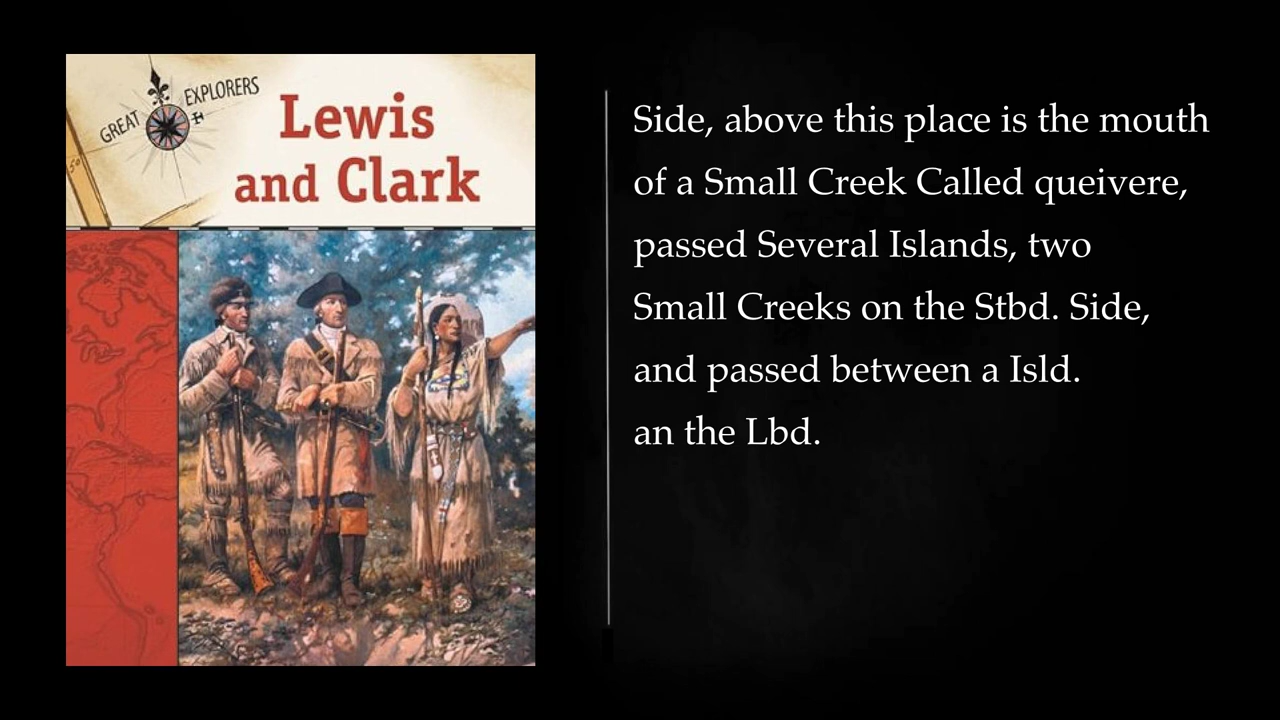 GREAT EXPLORERS
Lewis
and Clark
50
Side, above this place is the mouth
of a Small Creek Called queivere,
passed Several Islands, two
Small Creeks on the Stbd. Side,
and passed between a Isld.
an the Lbd.